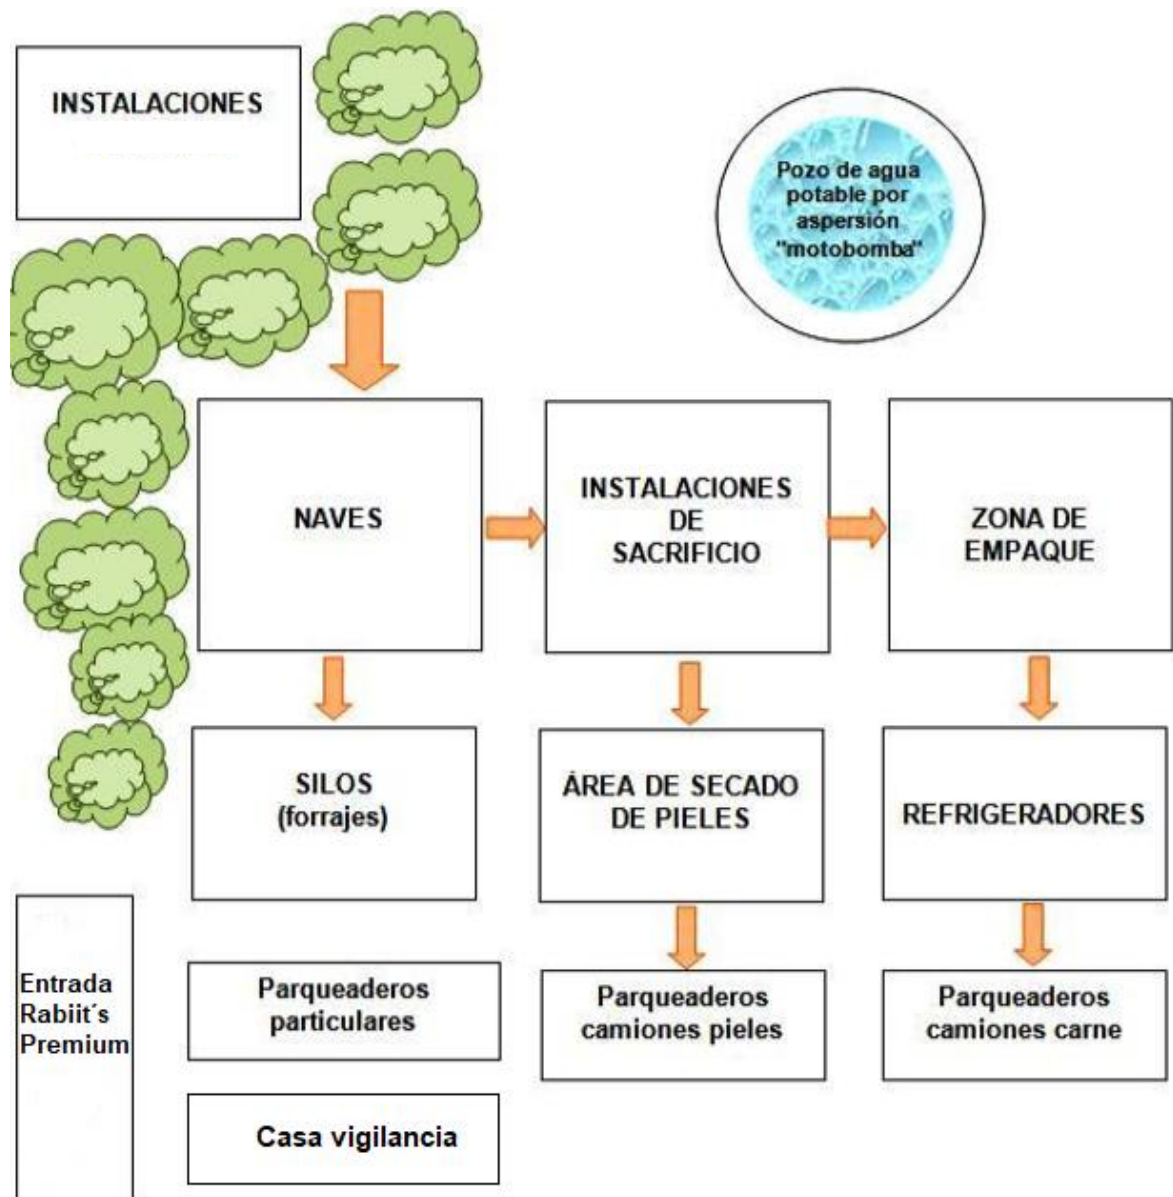 INSTALACIONES
Pozo de agua
potable por
aspersión
"motobomba"
NAVES
INSTALACIONES
DE
SACRIFICIO
ZONA DE
EMPAQUE
SILOS
(forrajes)
ÁREA DE SECADO
DE PIELES
REFRIGERADORES
Entrada
Rabiit´s
Premium
Parqueaderos
particulares
Parqueaderos
camiones pieles
Parqueaderos
camiones carne
Casa vigilancia